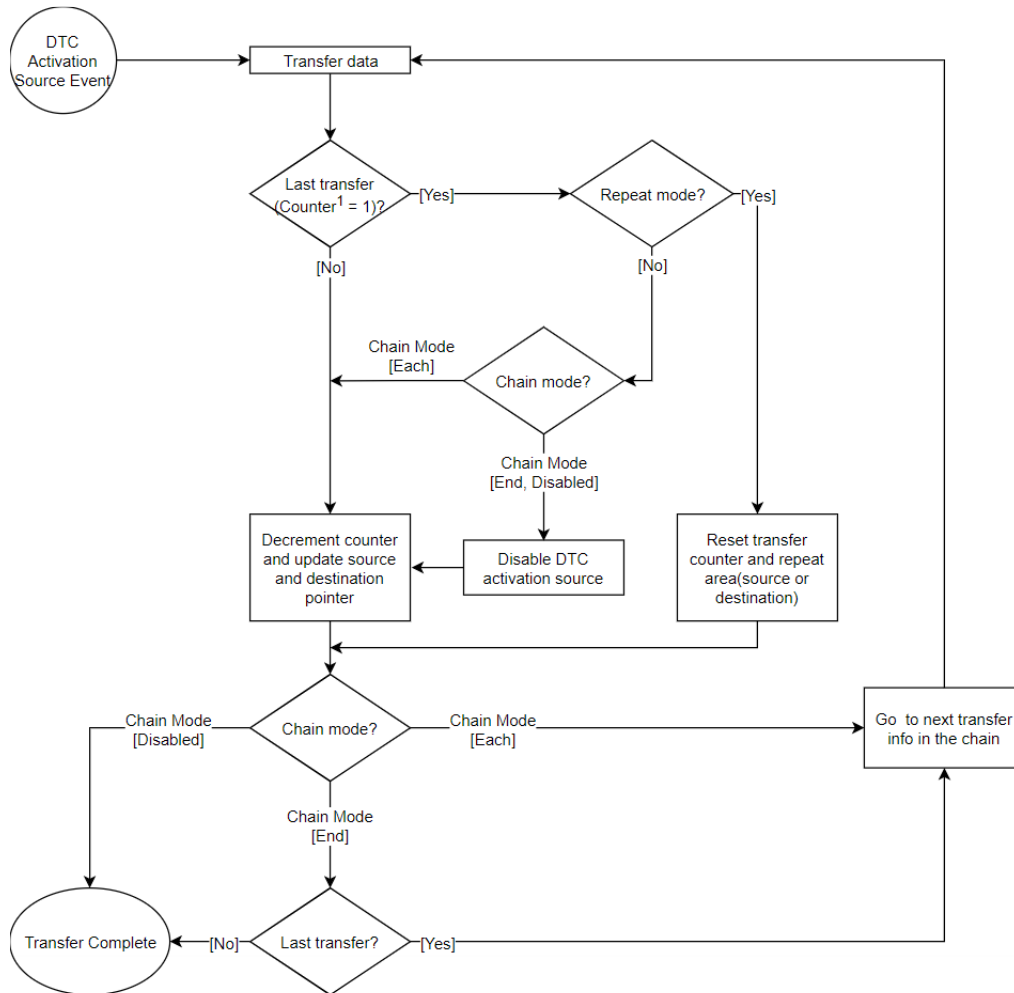 DTC
Activation
Source Event
Transfer data
Last transfer
(Counter¹ = 1)?
[Yes]
Repeat mode?
[Yes]
[No]
[No]
Chain Mode
[Each]
Chain mode?
Chain Mode
[End, Disabled]
Decrement counter
and update source
and destination
pointer
Disable DTC
activation source
Reset transfer
counter and repeat
area(source or
destination)
Chain Mode
[Disabled]
Chain mode?
Chain Mode
[Each]
Go to next transfer
info in the chain
Chain Mode
[End]
Transfer Complete
[No]
Last transfer?
[Yes]